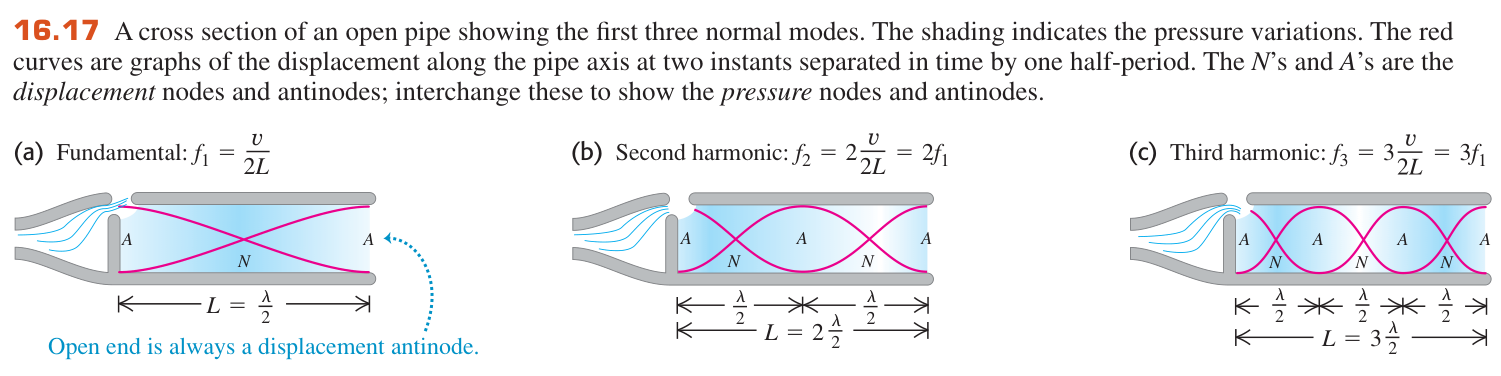 16.17 A cross section of an open pipe showing the first three normal modes. The shading indicates the pressure variations. The red
curves are graphs of the displacement along the pipe axis at two instants separated in time by one half-period. The N's and A's are the
displacement nodes and antinodes; interchange these to show the pressure nodes and antinodes.
(a) Fundamental: f₁ = υ/2L
A N A
L = λ/2
Open end is always a displacement antinode.
(b) Second harmonic: f₂ = 2 υ/2L = 2f₁
A N A N A
λ/2 λ/2
L = 2 λ/2
(c) Third harmonic: f₃ = 3 υ/2L = 3f₁
A N A N A N A
λ/2 λ/2 λ/2
L = 3 λ/2